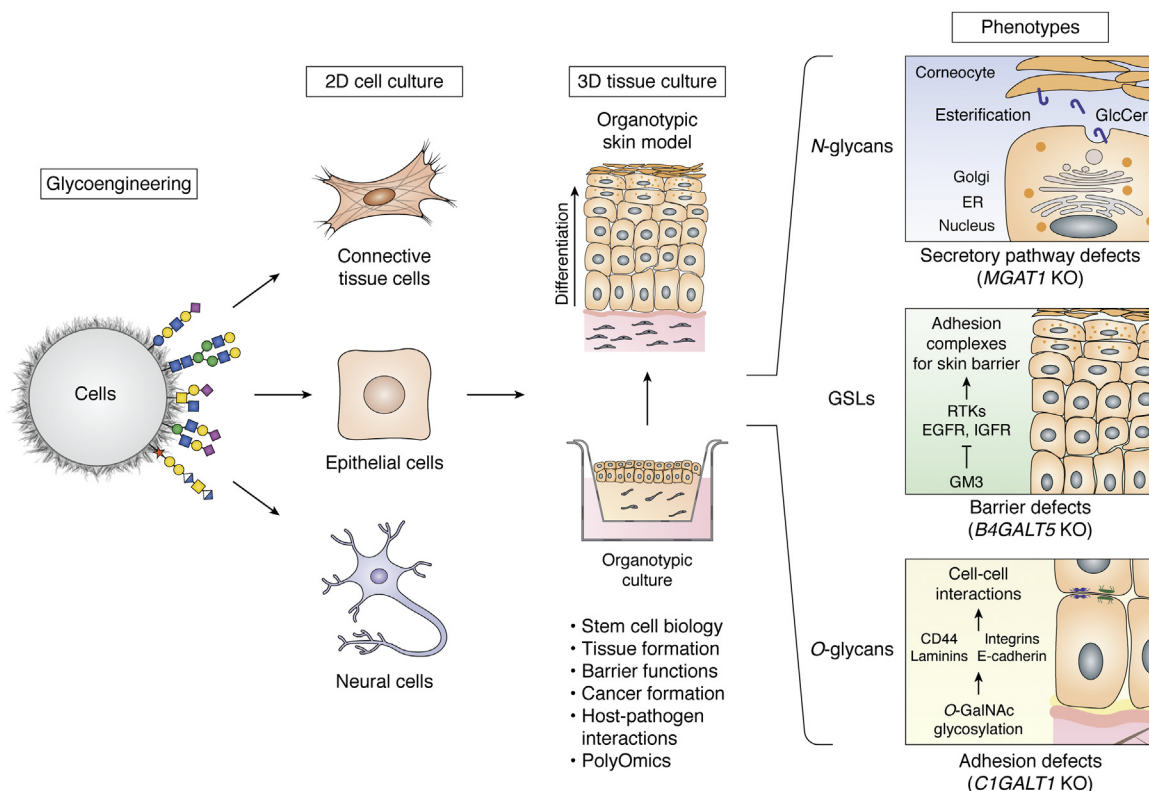 Glycoengineering
Cells
2D cell culture
Connective
tissue cells
Epithelial cells
Neural cells
3D tissue culture
Organotypic
skin model
Differentiation
Organotypic
culture
• Stem cell biology
• Tissue formation
• Barrier functions
• Cancer formation
• Host-pathogen
interactions
• PolyOmics
N-glycans
GSLs
O-glycans
Phenotypes
Corneocyte
Esterification
GlcCer
Golgi
ER
Nucleus
Secretory pathway defects
(MGAT1 KO)
Adhesion
complexes
for skin barrier
RTKs
EGFR, IGFR
GM3
Barrier defects
(B4GALT5 KO)
Cell-cell
interactions
CD44
Laminins
Integrins
E-cadherin
O-GalNAc
glycosylation
Adhesion defects
(C1GALT1 KO)